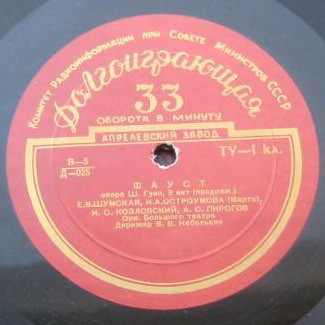 Комитет Радиоинформации при Совете Министров СССР
Долгоиграющая
33
ОБОРОТА В МИНУТУ
АПРЕЛЕВСКИЙ ЗАВОД
В—5
Д—025
ТУ—1 кл.
ФАУСТ
опера Ш. Гуно, 3 акт (продолж.)
Е.В.ШУМСКАЯ, Н.А.ОСТРОУМОВА (Марта),
И. С. КОЗЛОВСКИЙ, А. С. ПИРОГОВ
Орк. Большого театра
Дирижер В. В. Небольсин